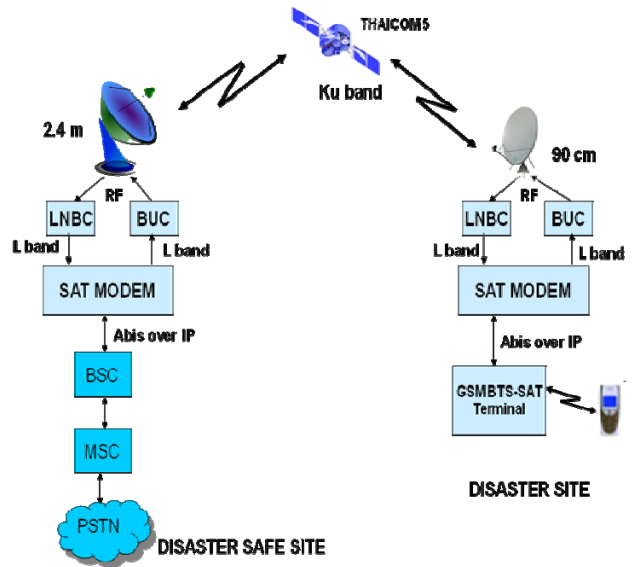 THAICOM5
Ku band
2.4 m
90 cm
RF
LNBC
BUC
L band
L band
SAT MODEM
Abis over IP
BSC
MSC
PSTN
DISASTER SAFE SITE
RF
LNBC
BUC
L band
SAT MODEM
Abis over IP
GSMBTS-SAT
Terminal
DISASTER SITE